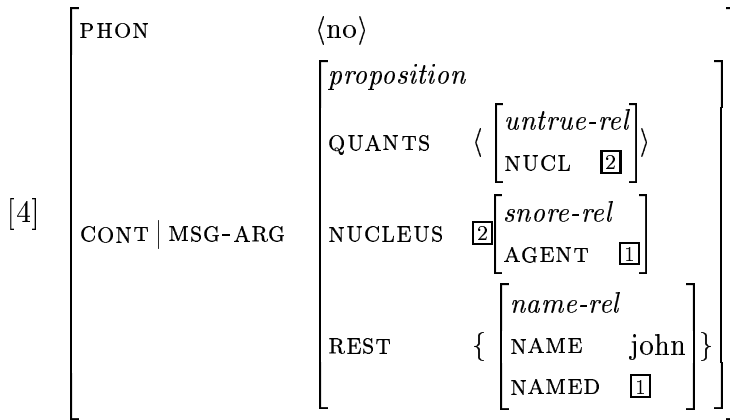 PHON ⟨no⟩
proposition
QUANTS ⟨ untrue-rel
NUCL 2 ⟩
[4] CONT | MSG-ARG NUCLEUS 2 snore-rel
AGENT 1
name-rel
REST { NAME john }
NAMED 1